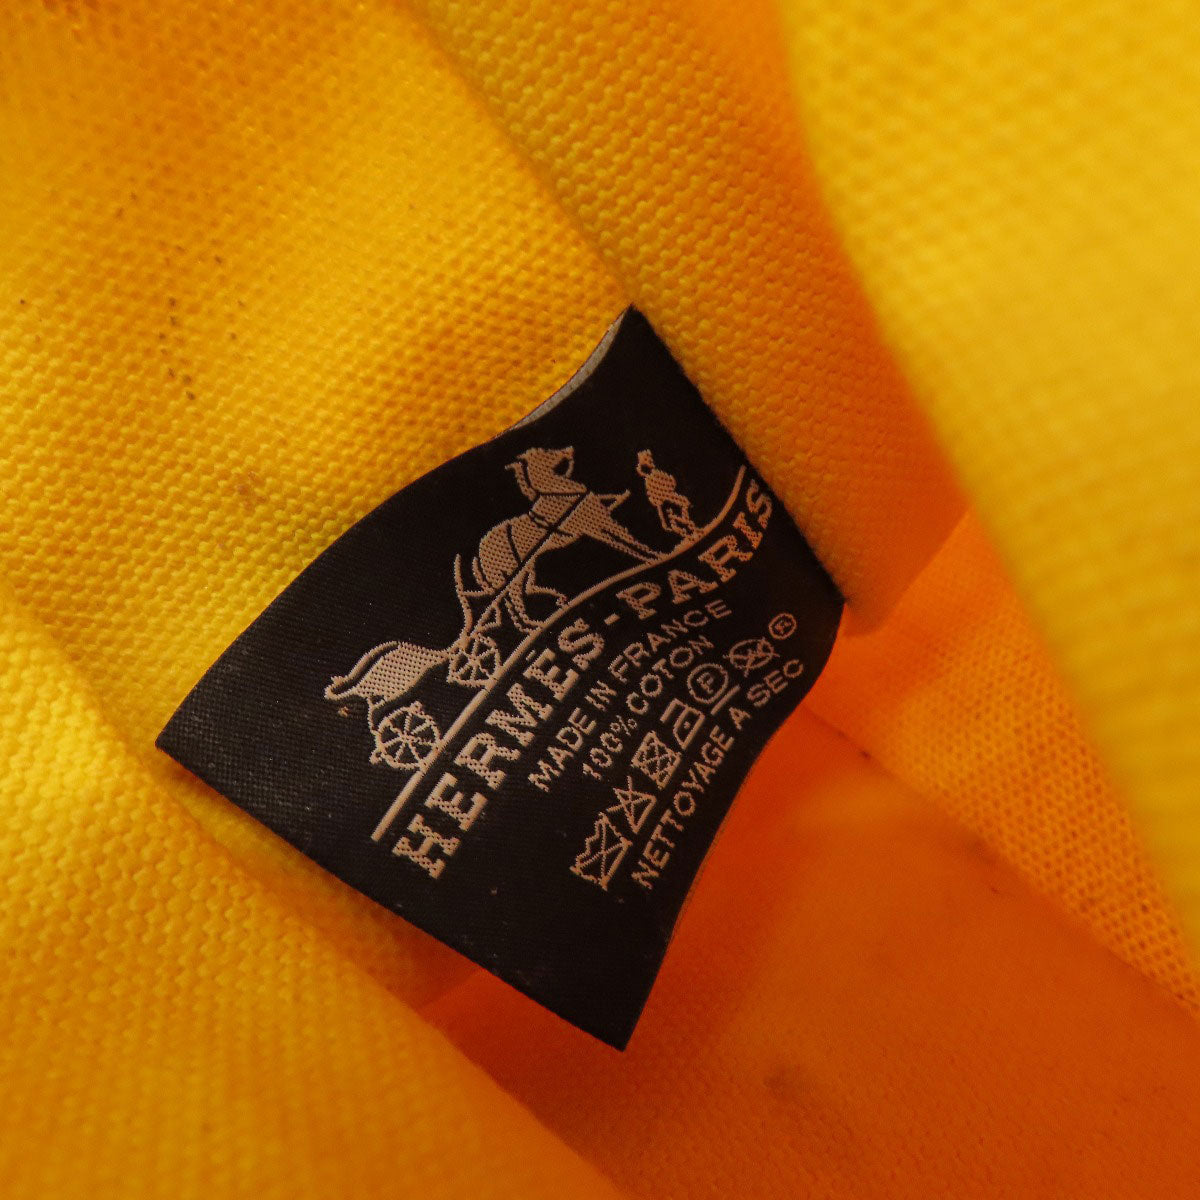 HERMÈS-PARIS
MADE IN FRANCE
100% COTON
P
NETTOYAGE A SEC